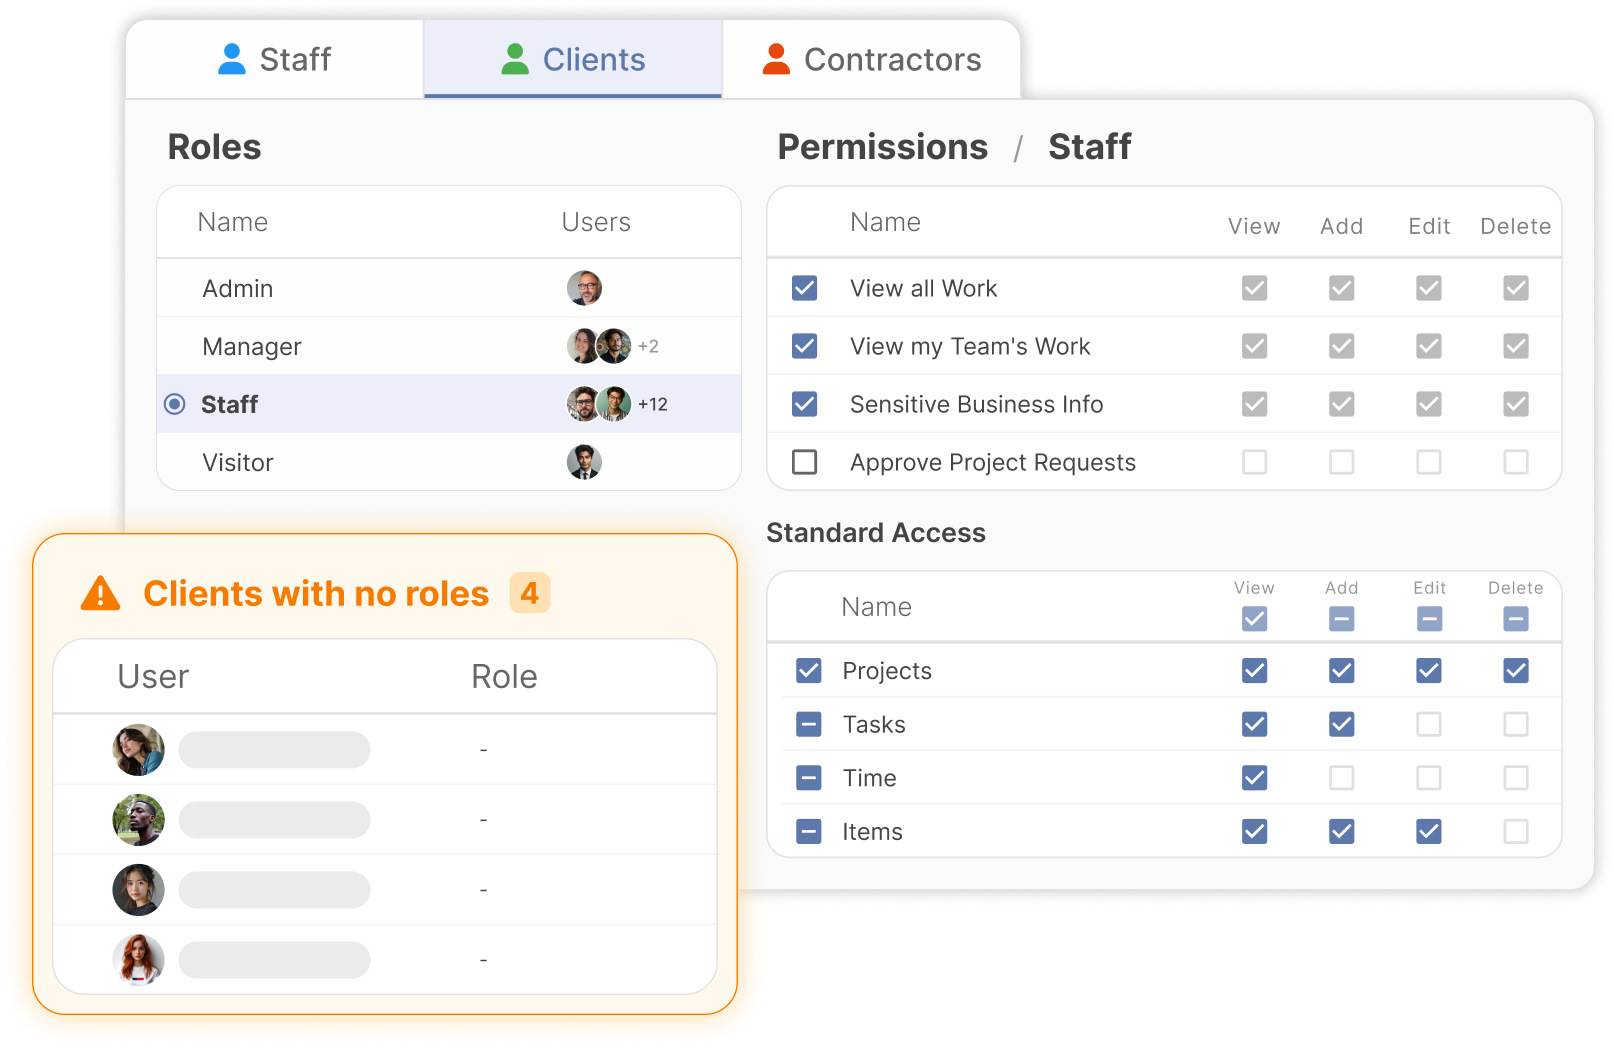 Staff Clients Contractors
Roles
Name Users
Admin
Manager +2
Staff +12
Visitor
Permissions / Staff
Name View Add Edit Delete
View all Work
View my Team's Work
Sensitive Business Info
Approve Project Requests
Standard Access
Name View Add Edit Delete
Projects
Tasks
Time
Items
Clients with no roles 4
User Role
-
-
-
-